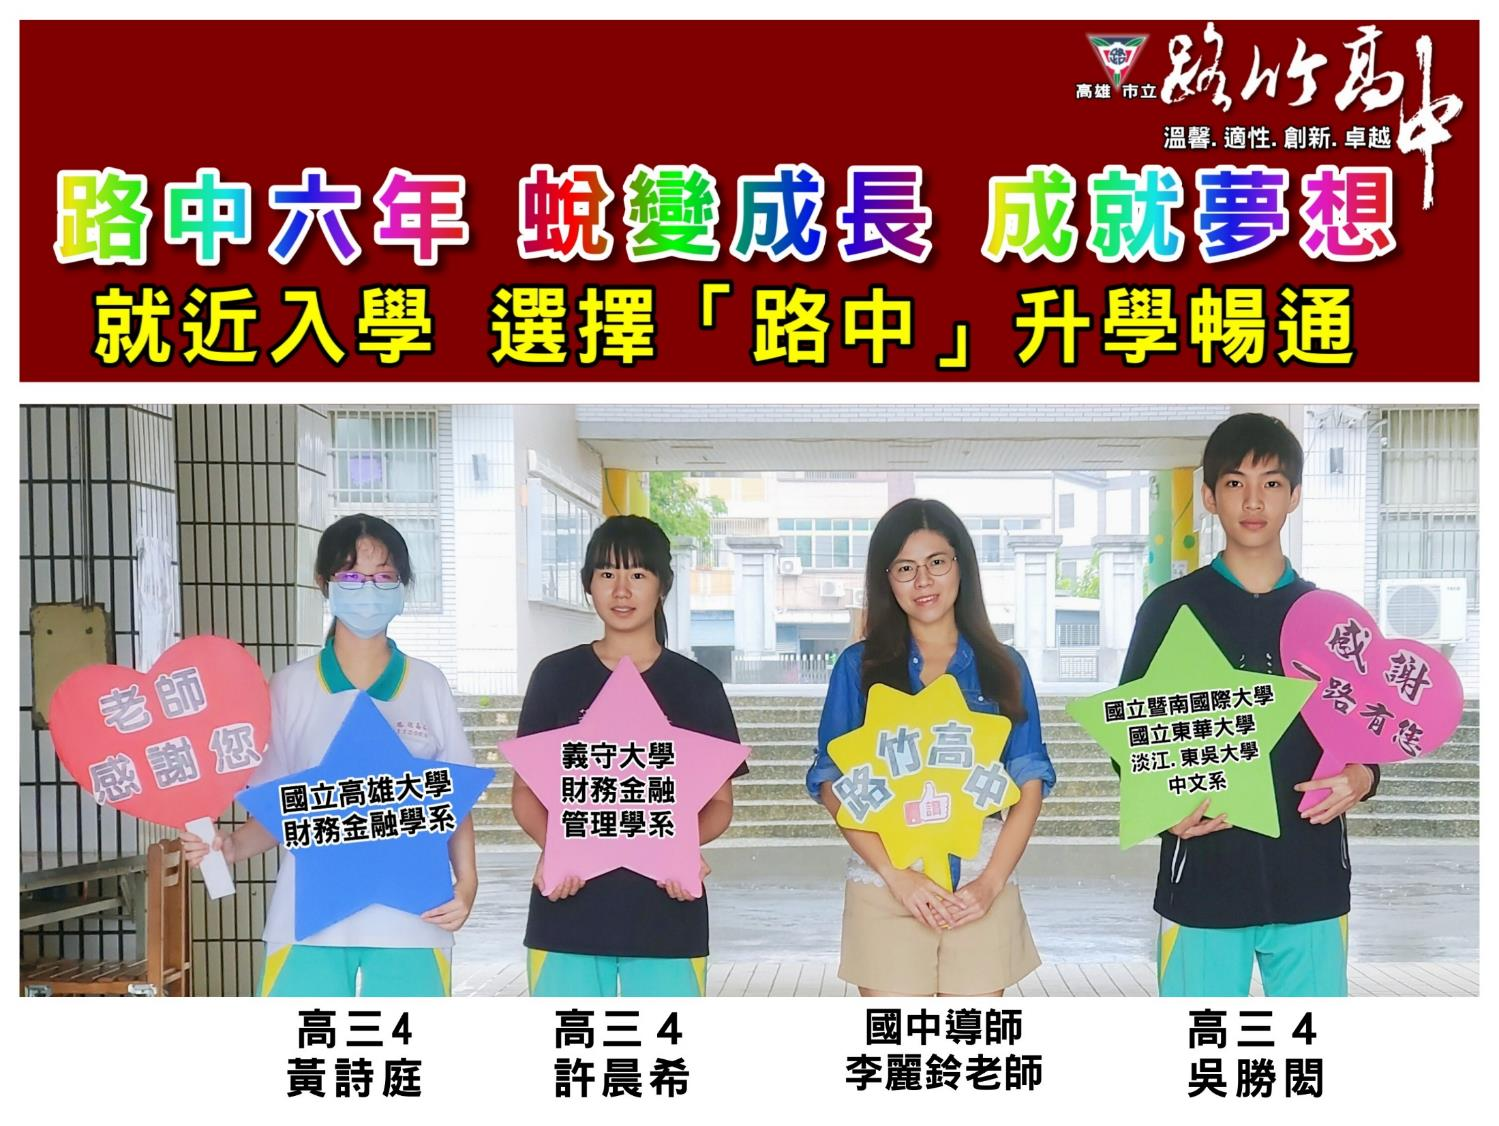 高雄市立 路竹高中
溫馨.適性.創新.卓越
路中六年 蛻變成長 成就夢想
就近入學 選擇「路中」升學暢通
老師
感謝您
國立高雄大學
財務金融學系
義守大學
財務金融
管理學系
路竹高中
讚
國立暨南國際大學
國立東華大學
淡江.東吳大學
中文系
感謝
一路有您
高三4
黃詩庭
高三4
許晨希
國中導師
李麗鈴老師
高三4
吳勝閎